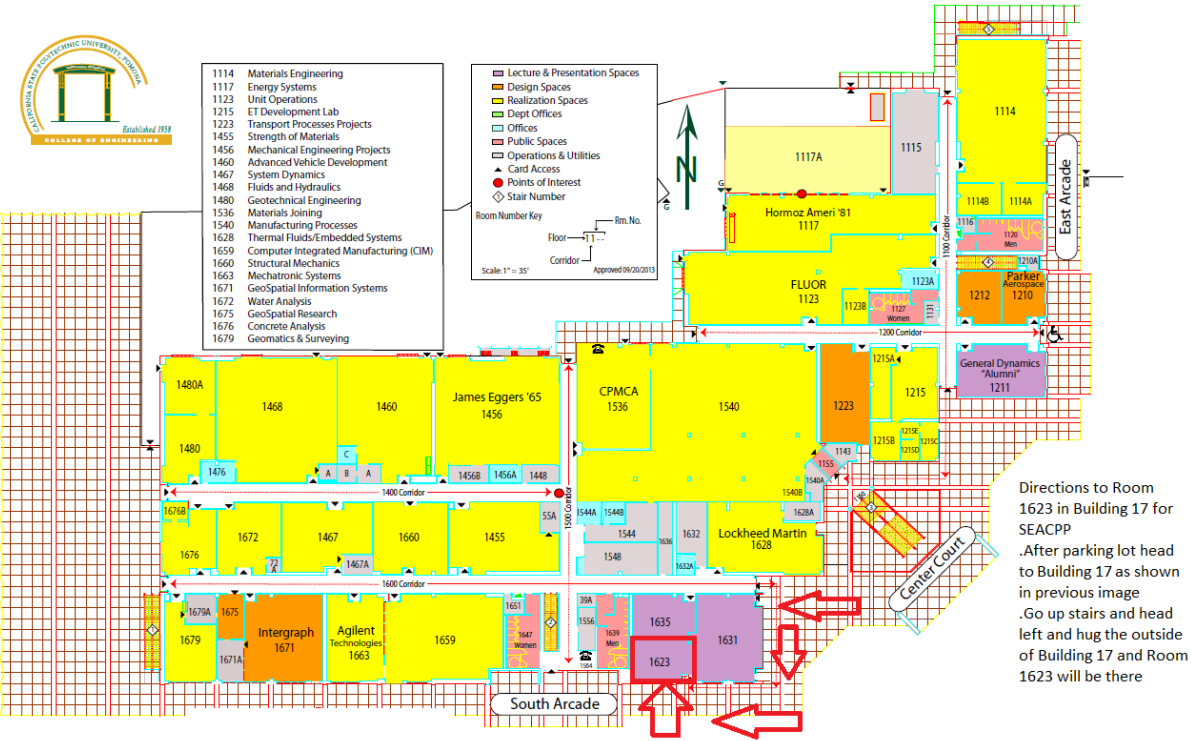 CALIFORNIA STATE POLYTECHNIC UNIVERSITY, POMONA
Established 1938
COLLEGE OF ENGINEERING
1114 Materials Engineering
1117 Energy Systems
1123 Unit Operations
1215 ET Development Lab
1223 Transport Processes Projects
1455 Strength of Materials
1456 Mechanical Engineering Projects
1460 Advanced Vehicle Development
1467 System Dynamics
1468 Fluids and Hydraulics
1480 Geotechnical Engineering
1536 Materials Joining
1540 Manufacturing Processes
1628 Thermal Fluids/Embedded Systems
1659 Computer Integrated Manufacturing (CIM)
1660 Structural Mechanics
1663 Mechatronic Systems
1671 GeoSpatial Information Systems
1672 Water Analysis
1675 GeoSpatial Research
1676 Concrete Analysis
1679 Geomatics & Surveying
Lecture & Presentation Spaces
Design Spaces
Realization Spaces
Dept Offices
Offices
Public Spaces
Operations & Utilities
Card Access
Points of Interest
1 Stair Number
Room Number Key
Rm. No.
Floor
11--
Corridor
Scale: 1" = 35'
Approved 09/20/2013
N
G
G
5
1114
1117A
1115
1114B
1114A
East Arcade
Hormoz Ameri '81
1117
1116
1120
Men
1100 Corridor
4
1210A
FLUOR
1123
1123A
1123B
1127
Women
1131
1212
Parker
Aerospace
1210
1200 Corridor
General Dynamics
"Alumni"
1211
1480A
1468
1460
James Eggers '65
1456
CPMCA
1536
1540
1223
1215A
1215
1480
1476
C
A
B
A
1456B
1456A
1448
1215B
1215E
1215D
1215C
1143
1155
1540A
1540B
1400 Corridor
1500 Corridor
1676B
1676
1672
72
A
1467
1467A
1660
1455
55A
1544A
1544B
1544
1548
1636
1632
1632A
1628A
Lockheed Martin
1628
3
Center Court
1600 Corridor
1
1679A
1679
1675
1671A
Intergraph
1671
Agilent
Technologies
1663
1659
1651
1647
Women
2
39A
1556
1564
1639
Men
1635
1623
1631
South Arcade
Directions to Room
1623 in Building 17 for
SEACPP
.After parking lot head
to Building 17 as shown
in previous image
.Go up stairs and head
left and hug the outside
of Building 17 and Room
1623 will be there